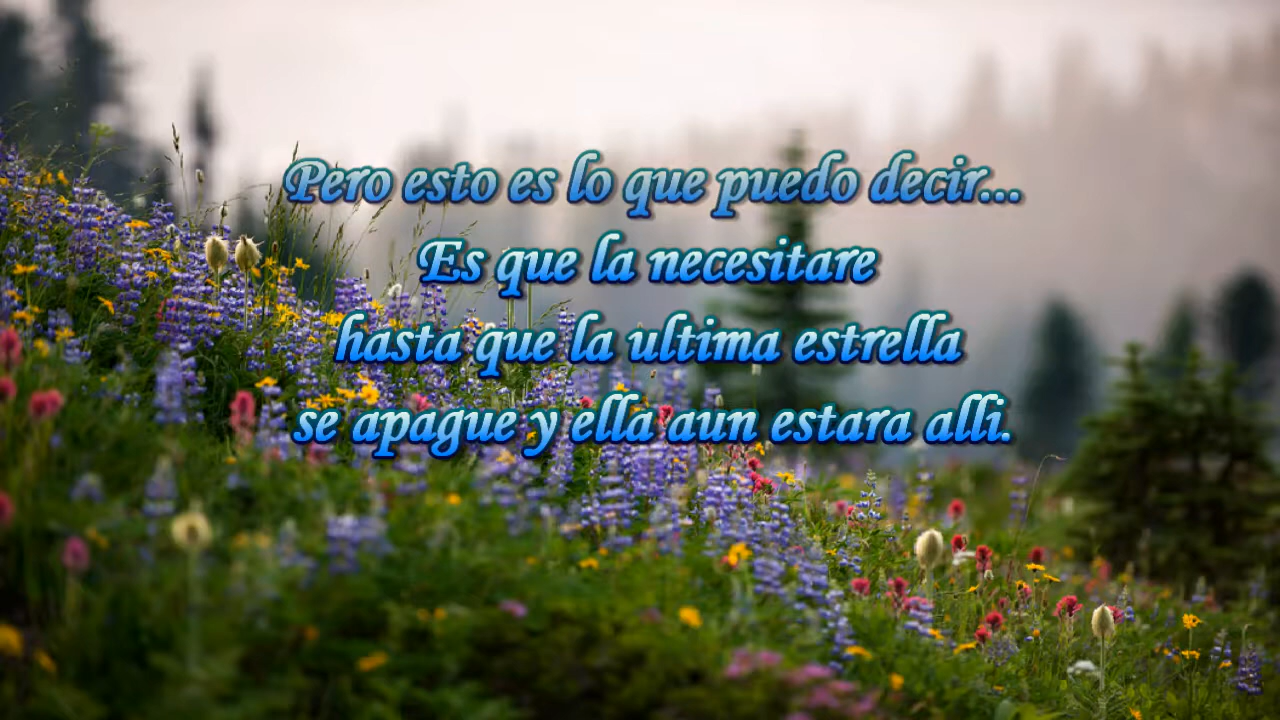 Pero esto es lo que puedo decir...
Es que la necesitare
hasta que la ultima estrella
se apague y ella aun estara alli.